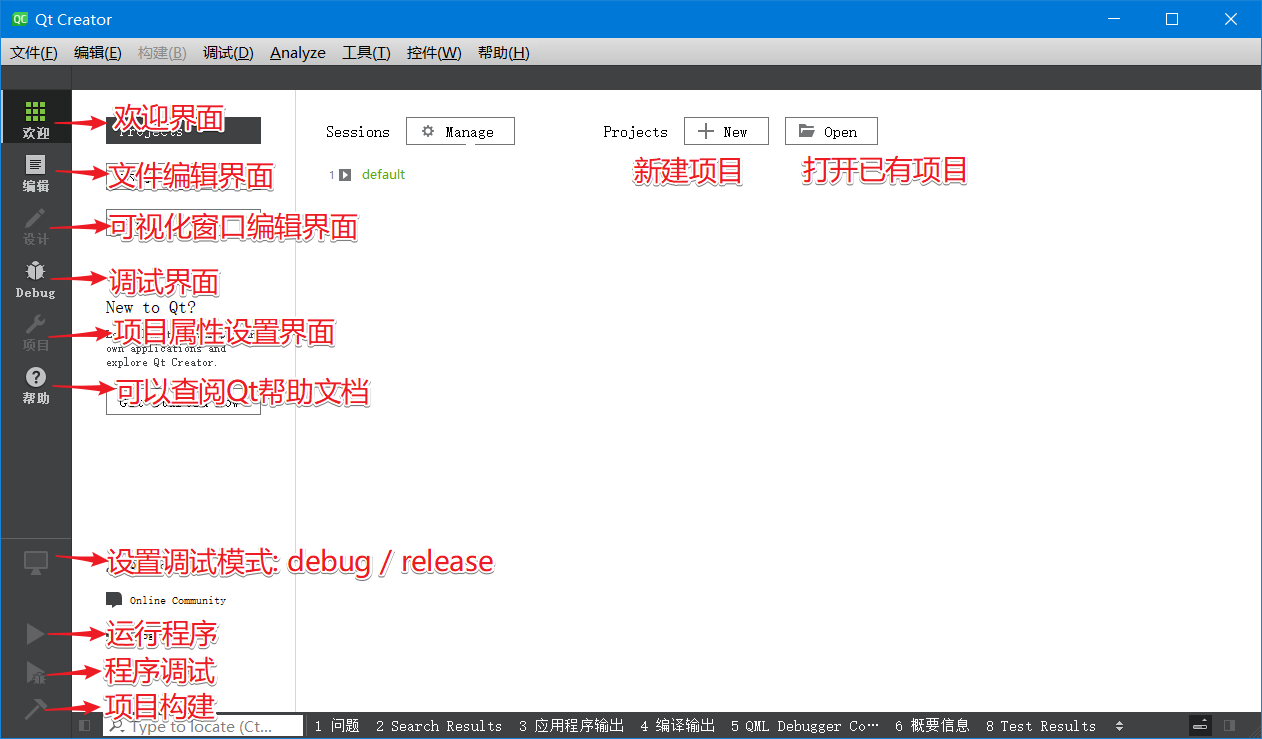 Qt Creator
文件(F) 编辑(E) 构建(B) 调试(D) Analyze 工具(T) 控件(W) 帮助(H)
欢迎
欢迎界面
Projects
Sessions
Manage
Projects
New
Open
编辑
文件编辑界面
1 default
新建项目
打开已有项目
设计
可视化窗口编辑界面
Debug
调试界面
New to Qt?
项目
项目属性设置界面
own applications and
explore Qt Creator.
帮助
可以查阅Qt帮助文档
Get Started Now
设置调试模式: debug / release
Online Community
运行程序
程序调试
项目构建
Type to locate (Ct...
1 问题 2 Search Results 3 应用程序输出 4 编译输出 5 QML Debugger Co… 6 概要信息 8 Test Results